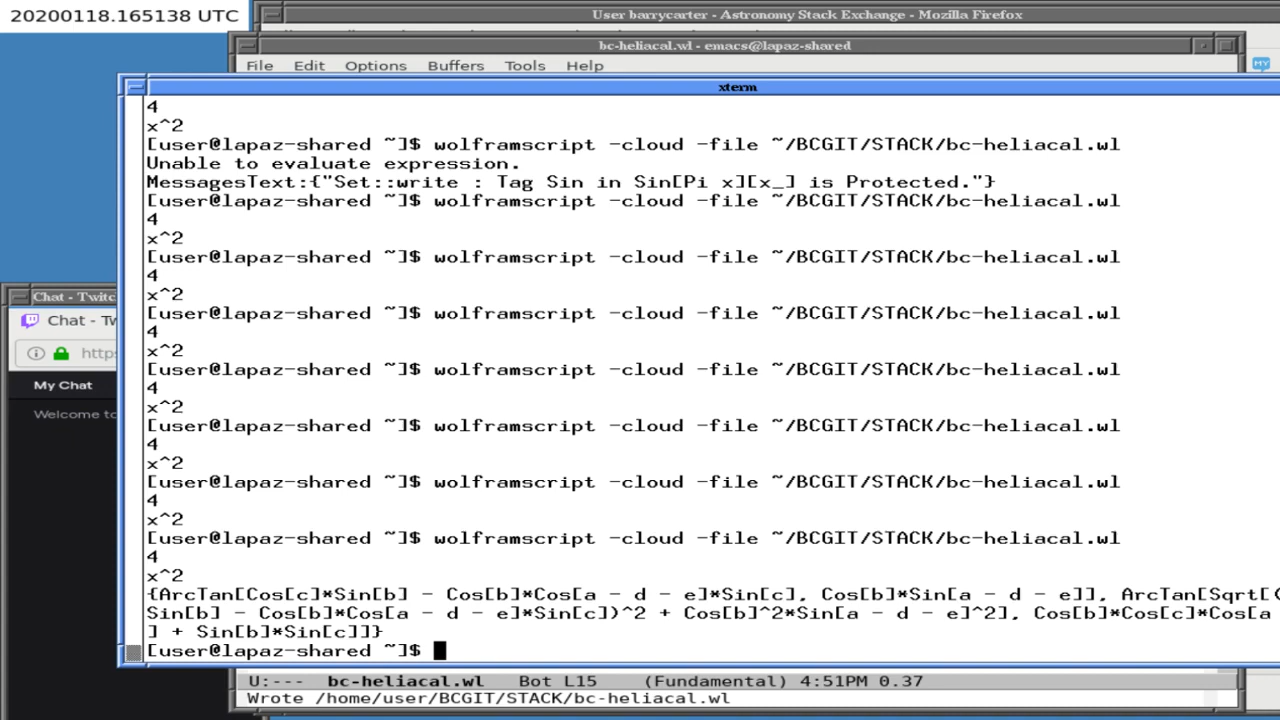 20200118.165138 UTC
User barrycarter - Astronomy Stack Exchange - Mozilla Firefox
bc-heliacal.wl - emacs@lapaz-shared
File Edit Options Buffers Tools Help
MY
xterm
4
x^2
[user@lapaz-shared ~]$ wolframscript -cloud -file ~/BCGIT/STACK/bc-heliacal.wl
Unable to evaluate expression.
MessagesText:{"Set::write : Tag Sin in Sin[Pi x][x_] is Protected."}
[user@lapaz-shared ~]$ wolframscript -cloud -file ~/BCGIT/STACK/bc-heliacal.wl
4
x^2
[user@lapaz-shared ~]$ wolframscript -cloud -file ~/BCGIT/STACK/bc-heliacal.wl
4
x^2
[user@lapaz-shared ~]$ wolframscript -cloud -file ~/BCGIT/STACK/bc-heliacal.wl
4
x^2
[user@lapaz-shared ~]$ wolframscript -cloud -file ~/BCGIT/STACK/bc-heliacal.wl
4
x^2
[user@lapaz-shared ~]$ wolframscript -cloud -file ~/BCGIT/STACK/bc-heliacal.wl
4
x^2
[user@lapaz-shared ~]$ wolframscript -cloud -file ~/BCGIT/STACK/bc-heliacal.wl
4
x^2
[user@lapaz-shared ~]$ wolframscript -cloud -file ~/BCGIT/STACK/bc-heliacal.wl
4
x^2
{ArcTan[Cos[c]*Sin[b] - Cos[b]*Cos[a - d - e]*Sin[c], Cos[b]*Sin[a - d - e]], ArcTan[Sqrt[(
Sin[b] - Cos[b]*Cos[a - d - e]*Sin[c])^2 + Cos[b]^2*Sin[a - d - e]^2], Cos[b]*Cos[c]*Cos[a
] + Sin[b]*Sin[c]]}
[user@lapaz-shared ~]$
Chat - Twitc
Chat - Tw
https
My Chat
Welcome to
U:--- bc-heliacal.wl Bot L15 (Fundamental) 4:51PM 0.37
Wrote /home/user/BCGIT/STACK/bc-heliacal.wl